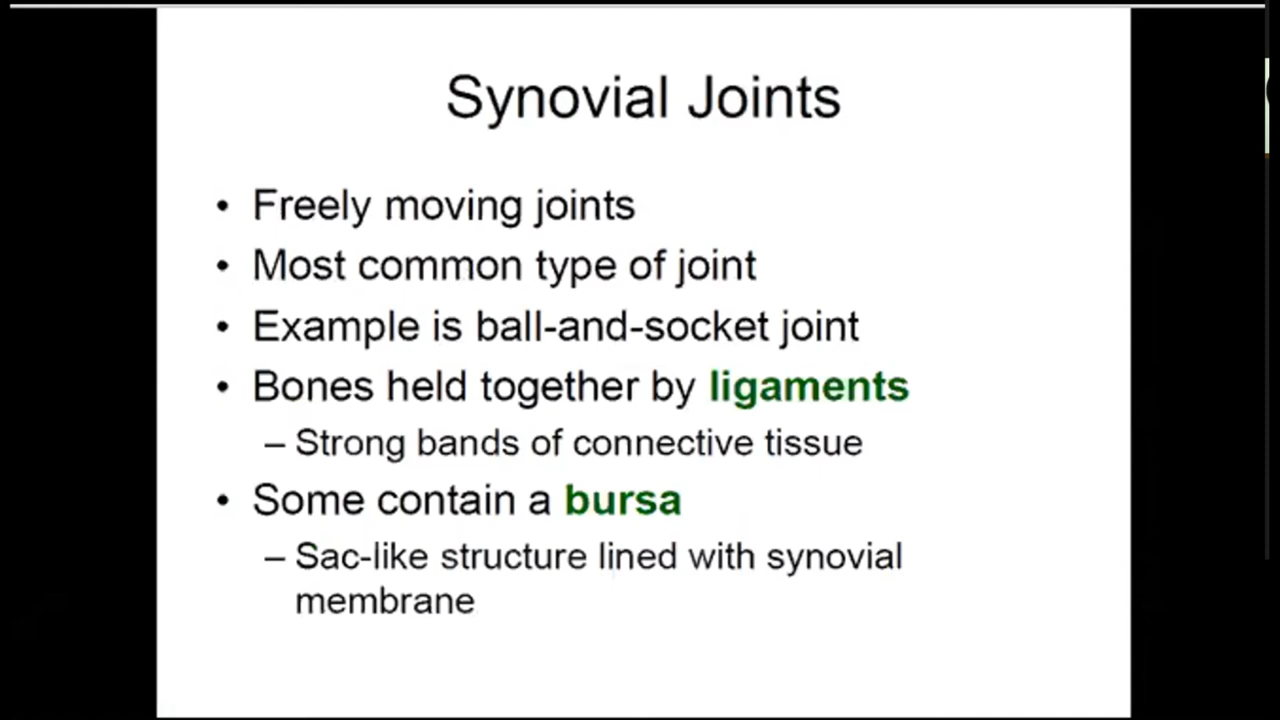 Synovial Joints
• Freely moving joints
• Most common type of joint
• Example is ball-and-socket joint
• Bones held together by ligaments
– Strong bands of connective tissue
• Some contain a bursa
– Sac-like structure lined with synovial
membrane